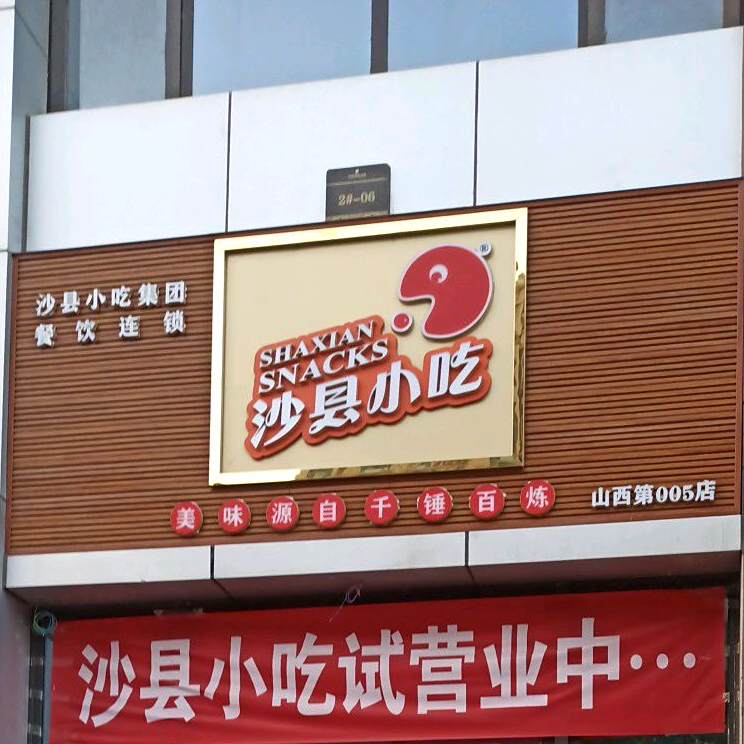 2#-06
沙县小吃集团
餐饮连锁
®
SHAXIAN
SNACKS
沙县小吃
美味源自千锤百炼
山西第005店
沙县小吃试营业中…